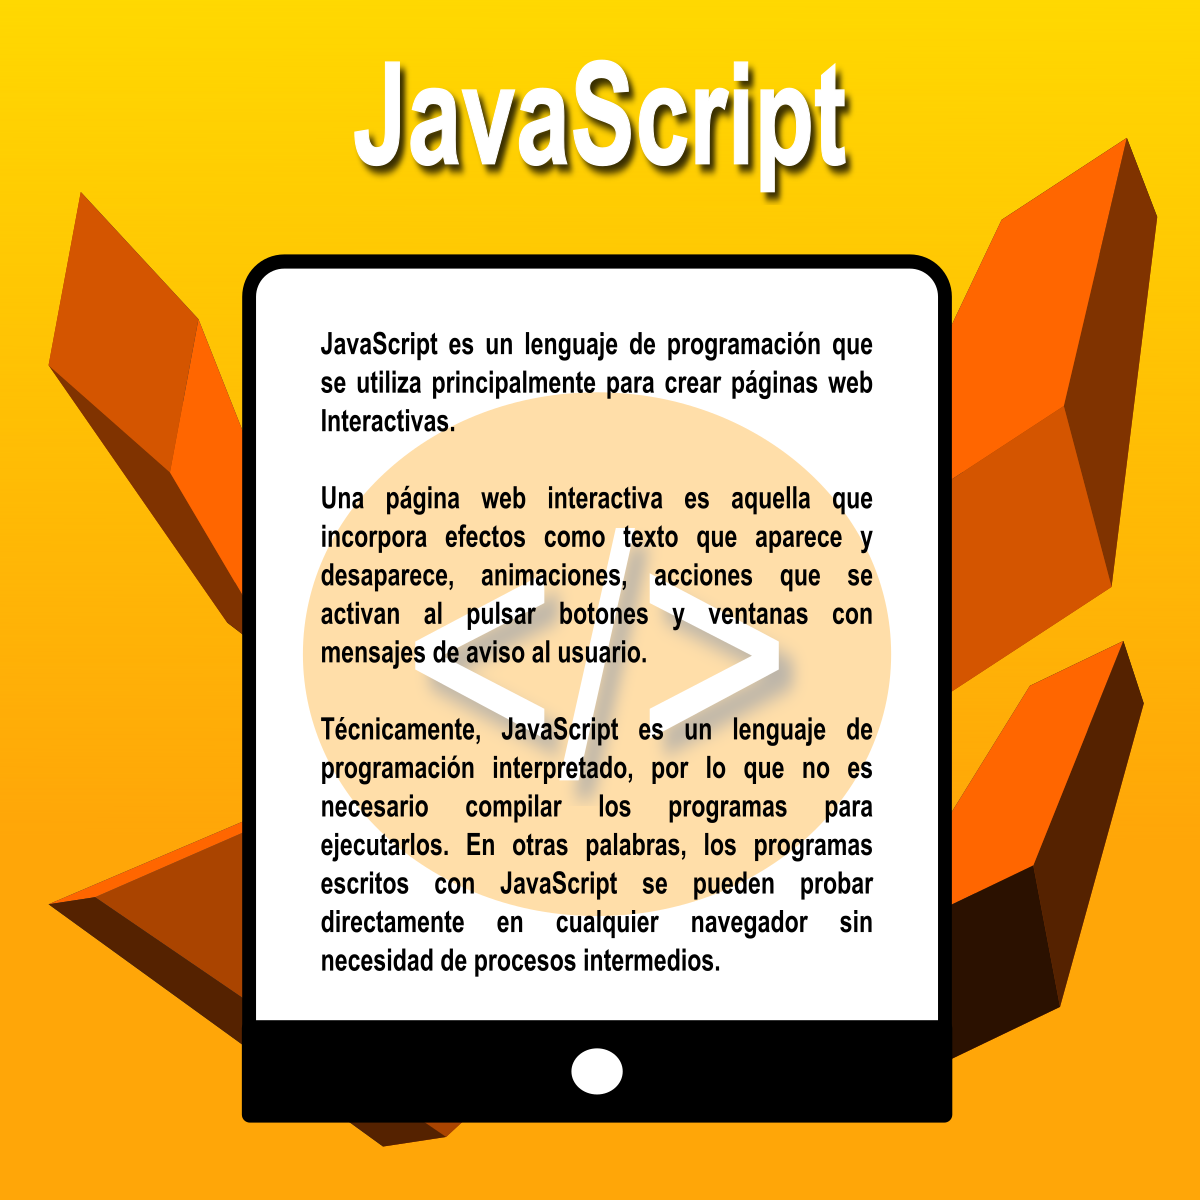 JavaScript
JavaScript es un lenguaje de programación que
se utiliza principalmente para crear páginas web
Interactivas.
Una página web interactiva es aquella que
incorpora efectos como texto que aparece y
desaparece, animaciones, acciones que se
activan al pulsar botones y ventanas con
mensajes de aviso al usuario.
Técnicamente, JavaScript es un lenguaje de
programación interpretado, por lo que no es
necesario compilar los programas para
ejecutarlos. En otras palabras, los programas
escritos con JavaScript se pueden probar
directamente en cualquier navegador sin
necesidad de procesos intermedios.